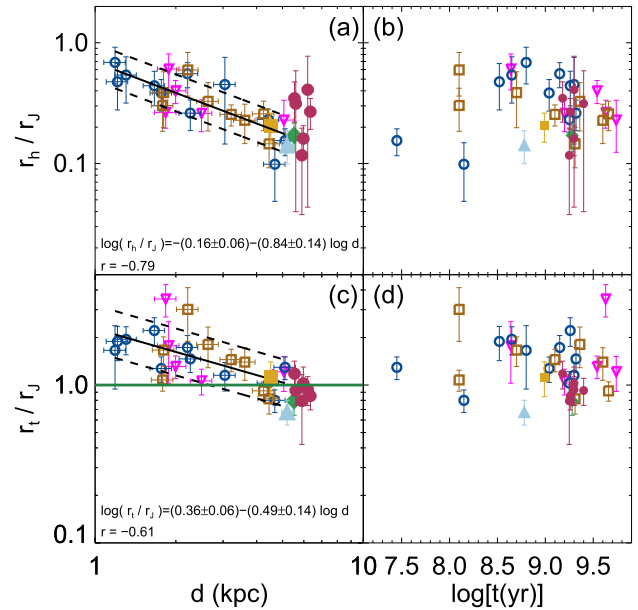 (a)
(b)
1.0
0.1
r_h / r_J
log( r_h / r_J )=−(0.16±0.06)−(0.84±0.14) log d
r = −0.79
(c)
(d)
1.0
0.1
r_t / r_J
log( r_t / r_J )=(0.36±0.06)−(0.49±0.14) log d
r = −0.61
1 10 7.5 8.0 8.5 9.0 9.5
d (kpc) log[t(yr)]